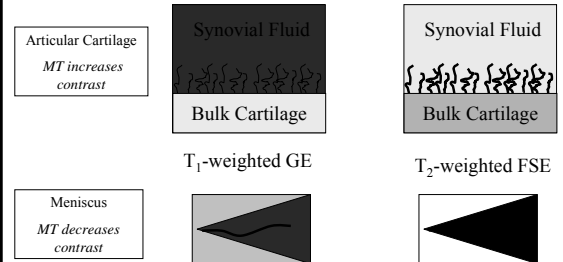 Articular Cartilage
MT increases
contrast
Synovial Fluid
Bulk Cartilage
Synovial Fluid
Bulk Cartilage
T₁-weighted GE
T₂-weighted FSE
Meniscus
MT decreases
contrast